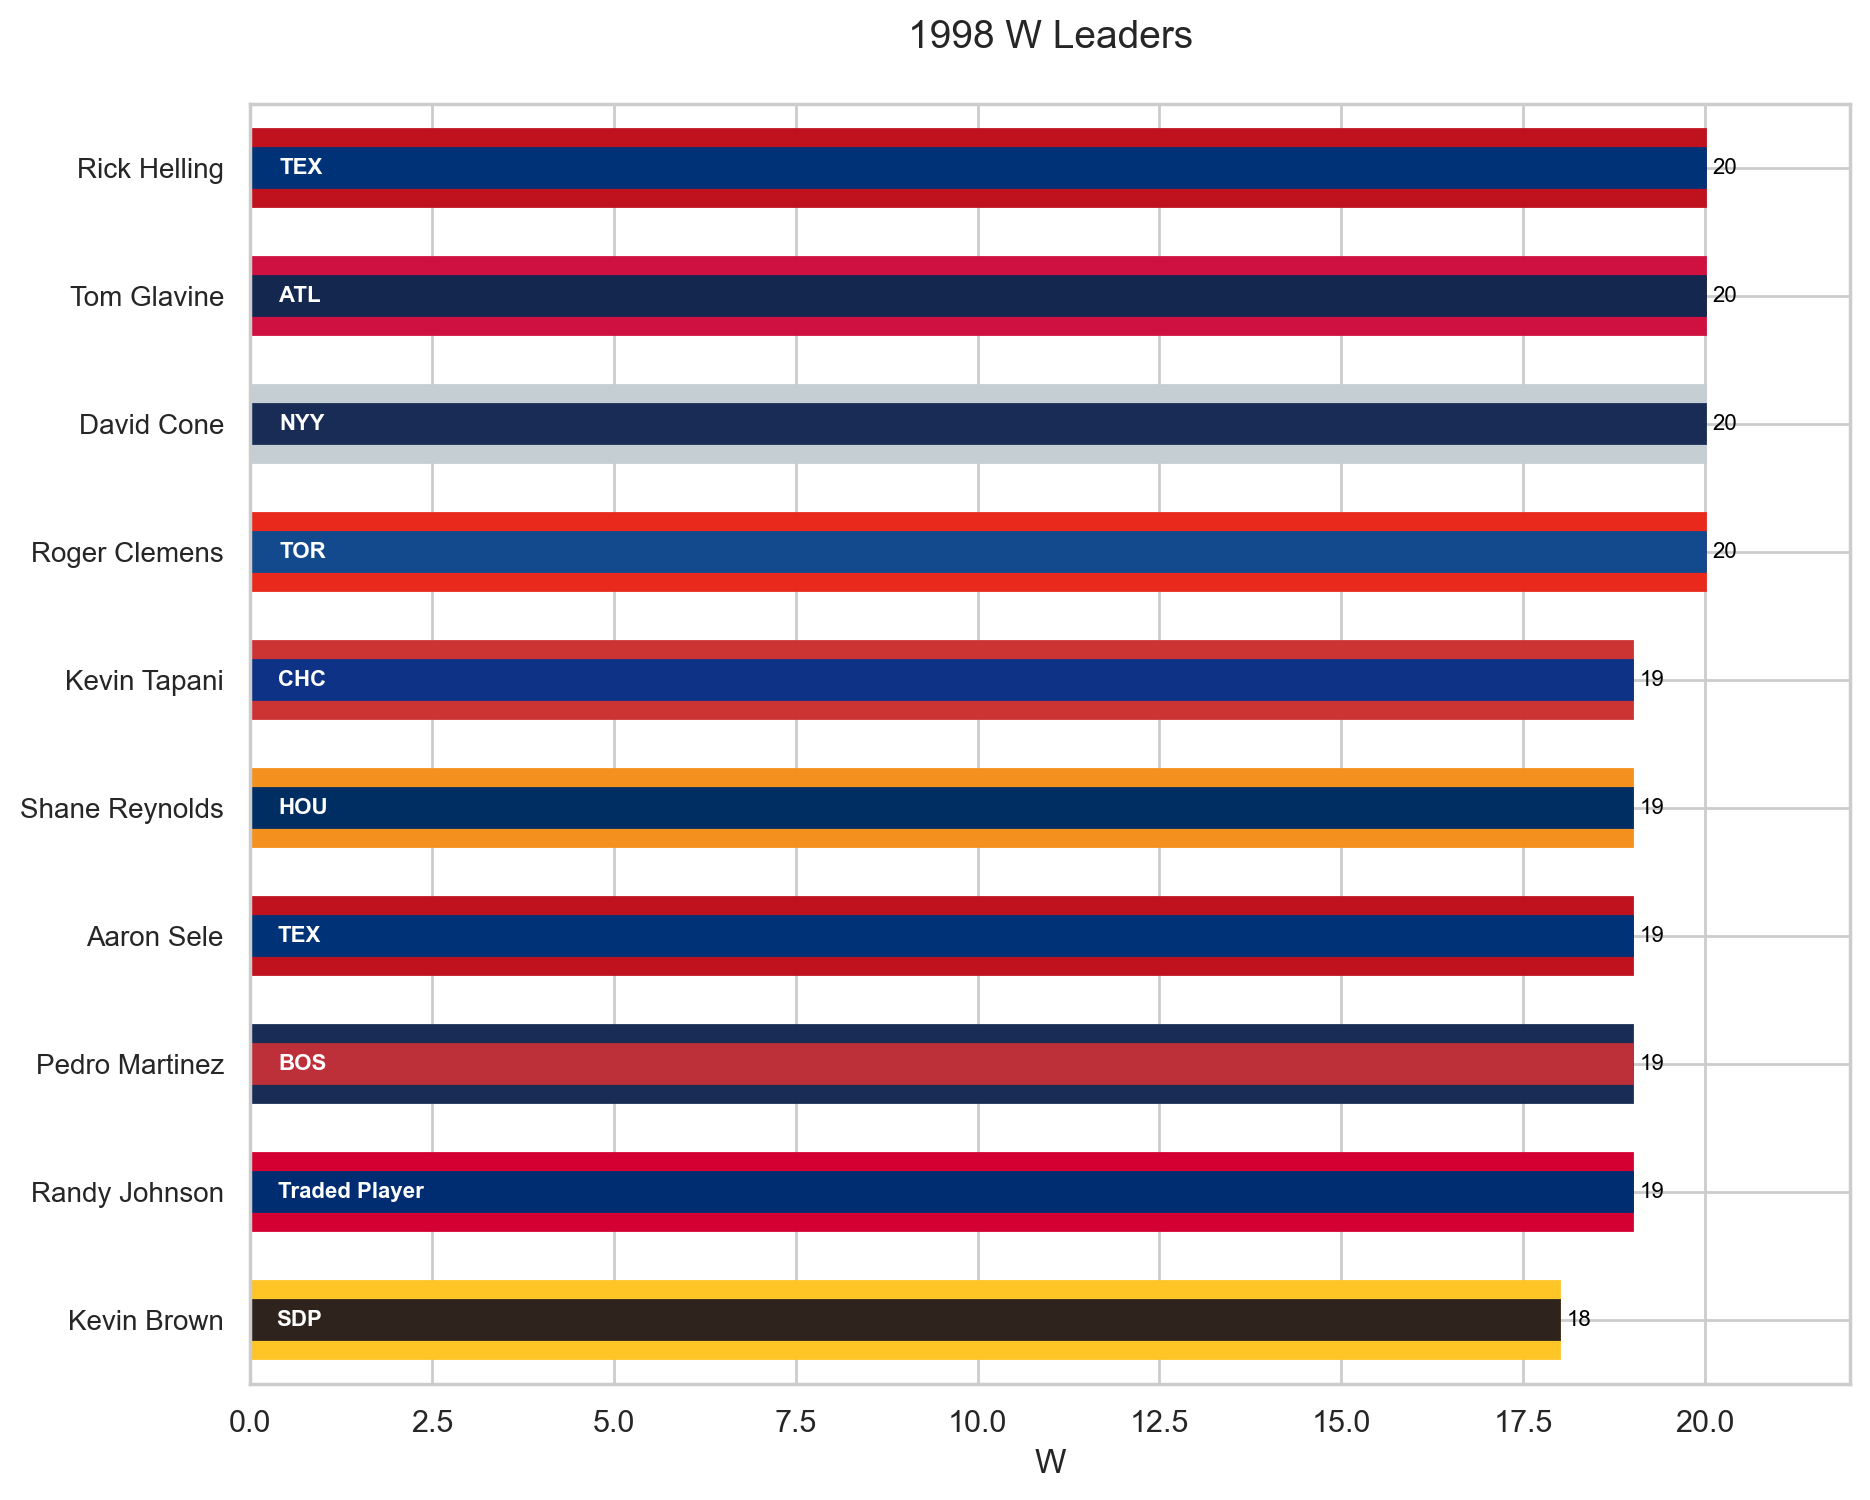 1998 W Leaders
Rick Helling TEX 20
Tom Glavine ATL 20
David Cone NYY 20
Roger Clemens TOR 20
Kevin Tapani CHC 19
Shane Reynolds HOU 19
Aaron Sele TEX 19
Pedro Martinez BOS 19
Randy Johnson Traded Player 19
Kevin Brown SDP 18
0.0 2.5 5.0 7.5 10.0 12.5 15.0 17.5 20.0
W